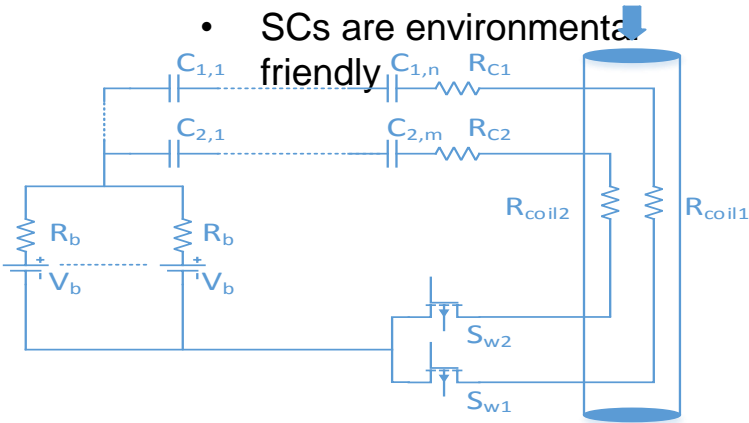 • SCs are environmental
friendly
C1,1 C1,n RC1
C2,1 C2,m RC2
Rcoil2 Rcoil1
Rb Rb
+ +
Vb Vb
Sw2
Sw1